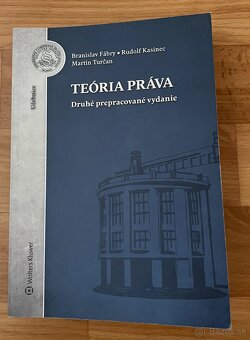 Branislav Fábry • Rudolf Kasinec
Martin Turčan
TEÓRIA PRÁVA
Druhé prepracované vydanie
Učebnice
Wolters Kluwer